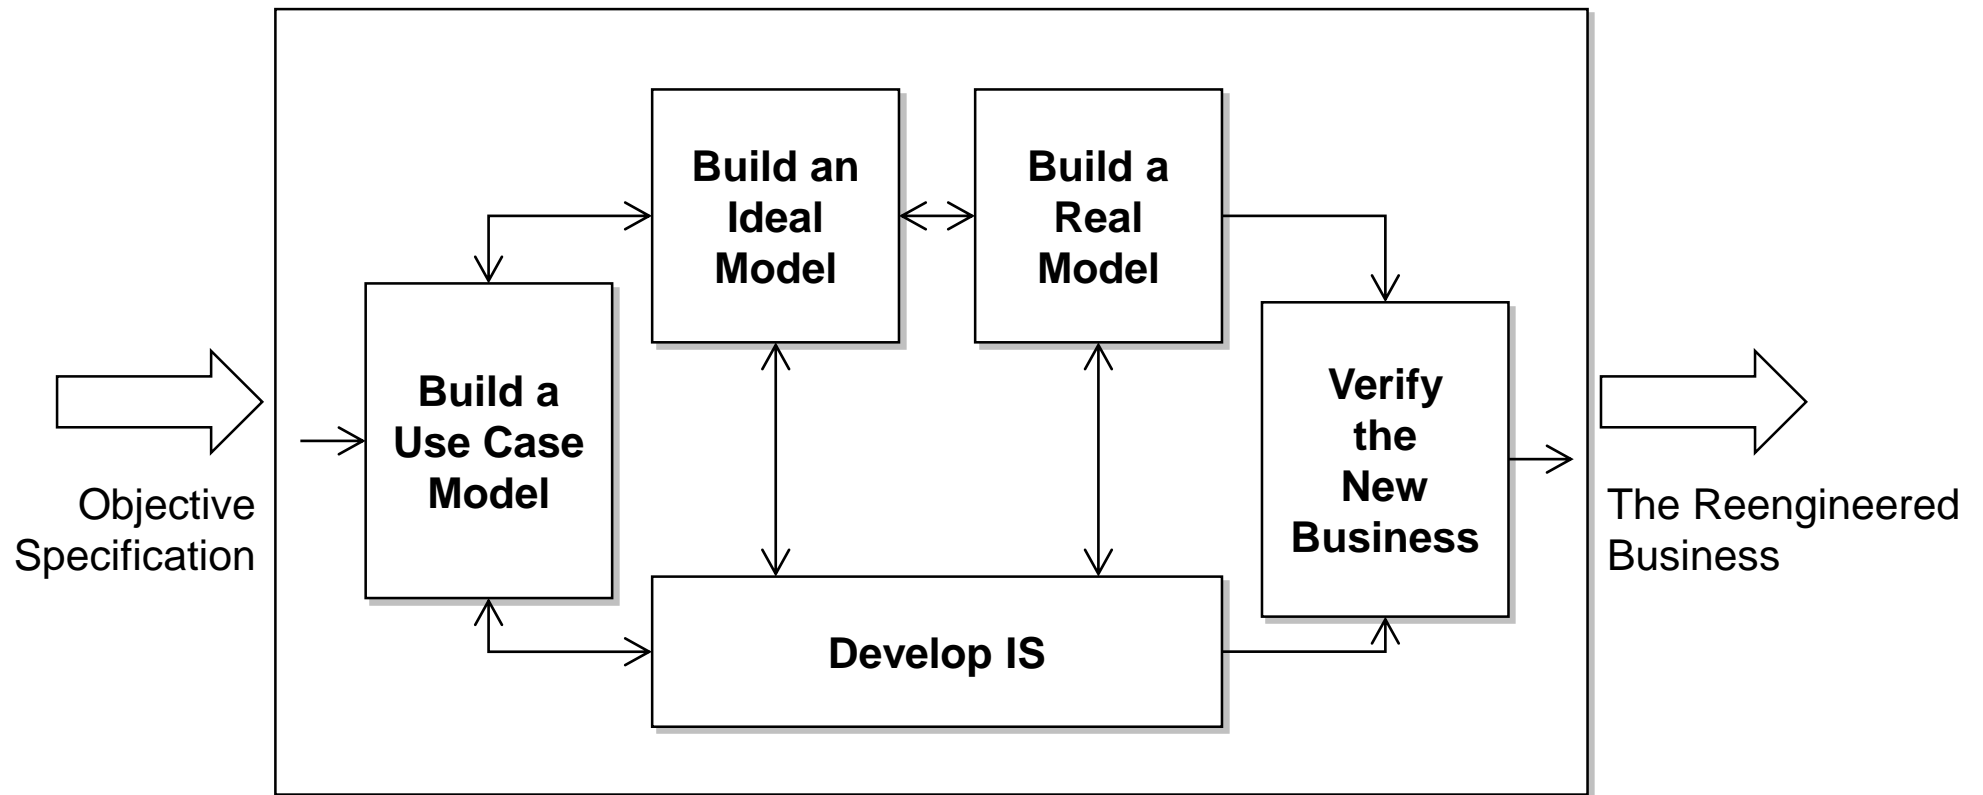 Objective
Specification
Build a
Use Case
Model
Build an
Ideal
Model
Build a
Real
Model
Develop IS
Verify
the
New
Business
The Reengineered
Business